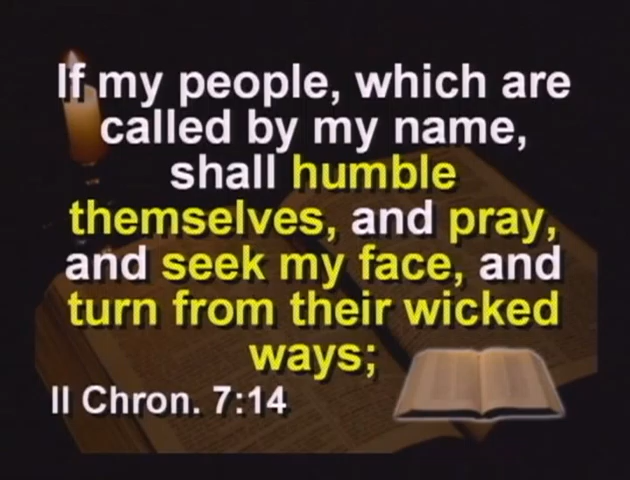 If my people, which are
called by my name,
shall humble
themselves, and pray,
and seek my face, and
turn from their wicked
ways;
II Chron. 7:14